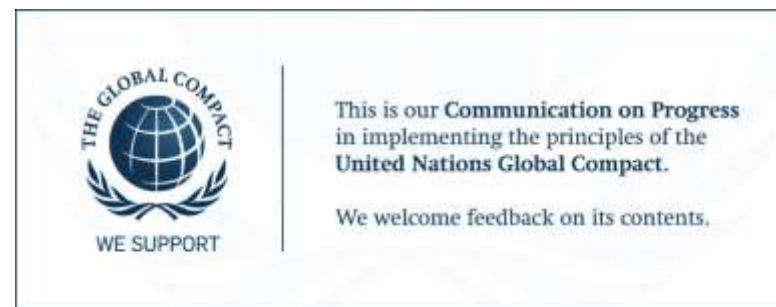 THE GLOBAL COMPACT
WE SUPPORT
This is our Communication on Progress
in implementing the principles of the
United Nations Global Compact.
We welcome feedback on its contents.